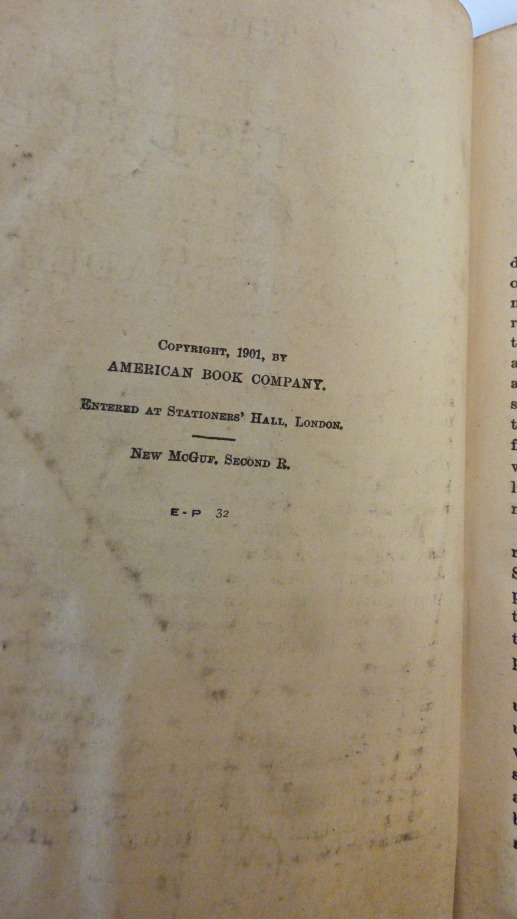 COPYRIGHT, 1901, BY
AMERICAN BOOK COMPANY.
ENTERED AT STATIONERS' HALL, LONDON.
NEW MCGUF. SECOND R.
E-P 32